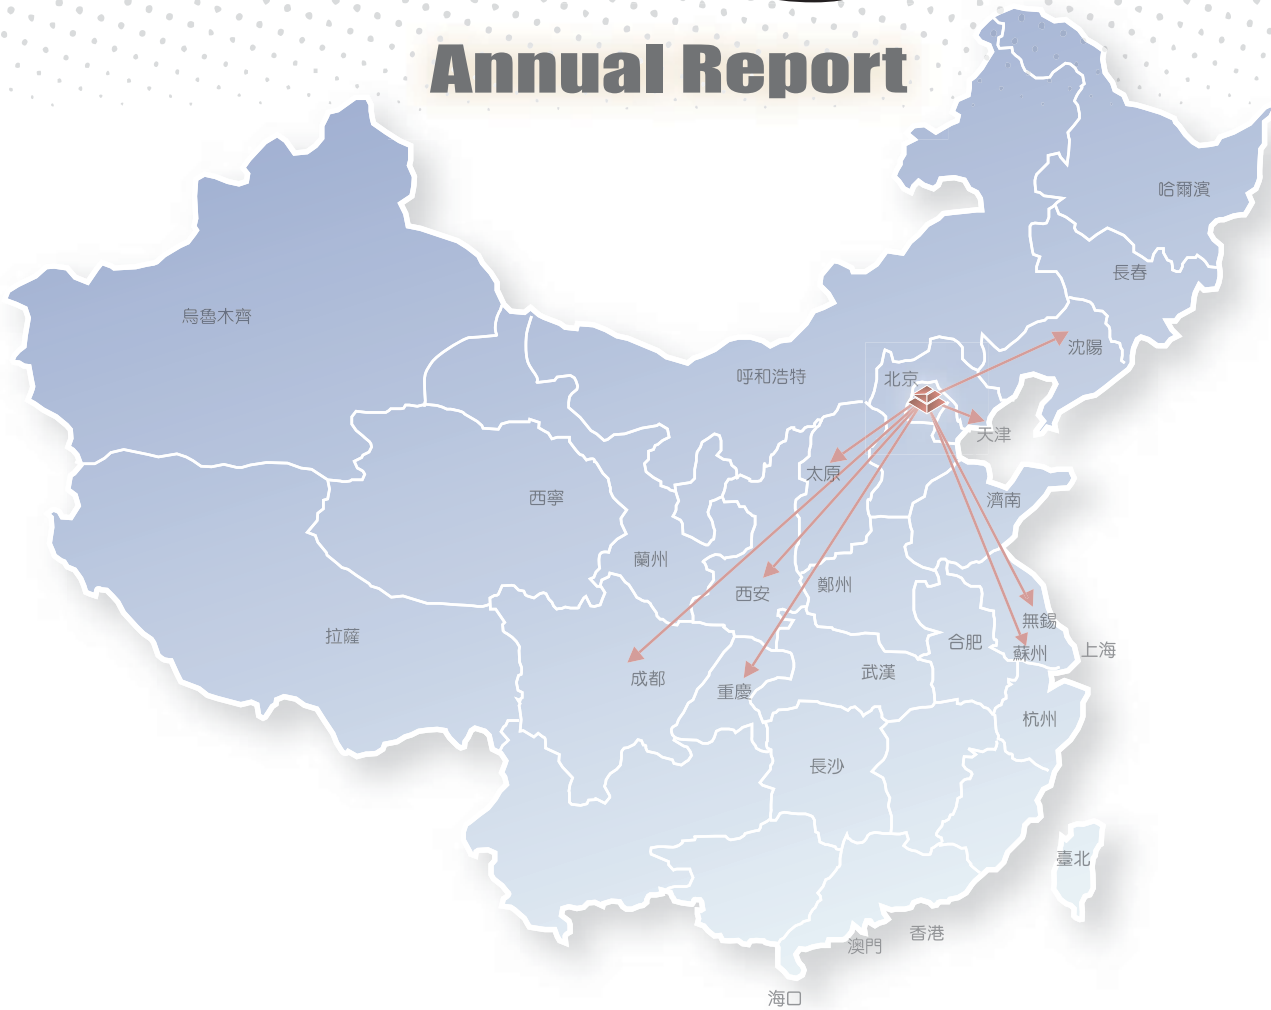 Annual Report
哈爾濱
長春
烏魯木齊
沈陽
呼和浩特
北京
天津
太原
西寧
濟南
蘭州
西安
鄭州
無錫
拉薩
合肥
蘇州
上海
成都
重慶
武漢
杭州
長沙
臺北
香港
澳門
海口